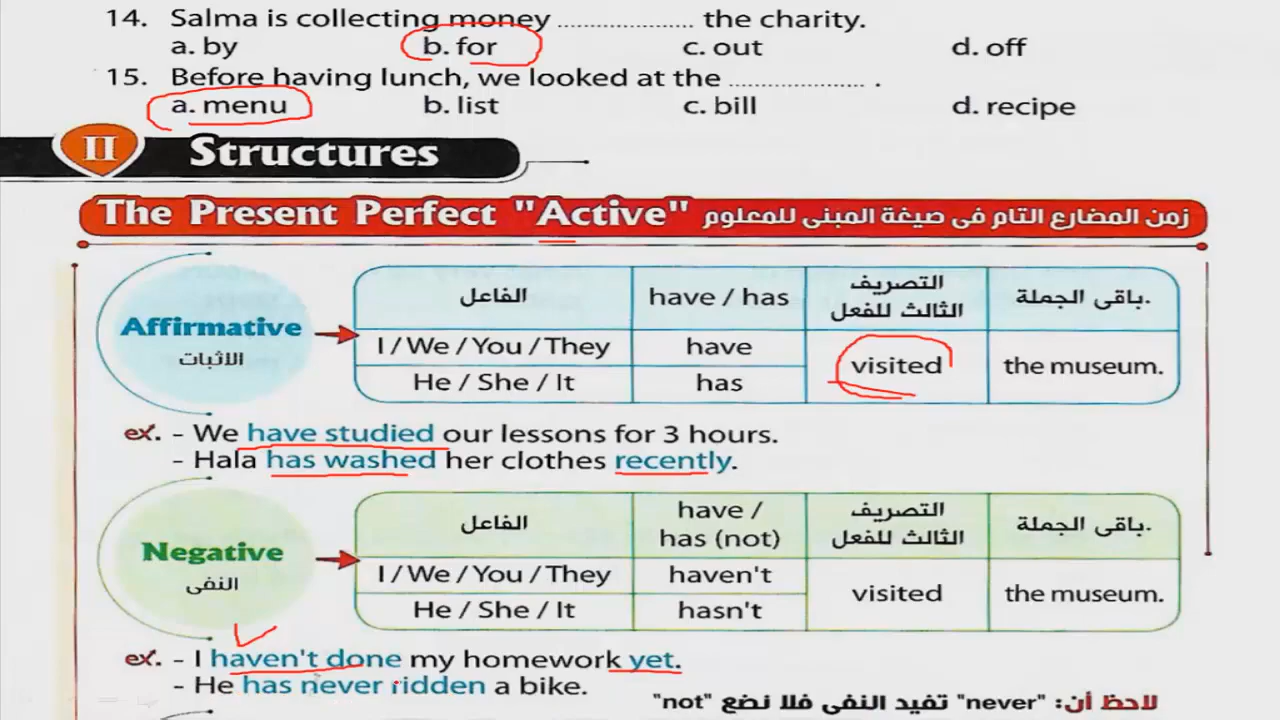 14. Salma is collecting money .................... the charity.
a. by b. for c. out d. off
15. Before having lunch, we looked at the .................... .
a. menu b. list c. bill d. recipe
II Structures
The Present Perfect "Active" زمن المضارع التام فى صيغة المبنى للمعلوم
Affirmative
الاثبات
الفاعل have / has التصريف الثالث للفعل باقى الجملة.
I / We / You / They have visited the museum.
He / She / It has
ex. - We have studied our lessons for 3 hours.
- Hala has washed her clothes recently.
Negative
النفى
الفاعل have / has (not) التصريف الثالث للفعل باقى الجملة.
I / We / You / They haven't visited the museum.
He / She / It hasn't
ex. - I haven't done my homework yet.
- He has never ridden a bike.
لاحظ أن: "never" تفيد النفى فلا نضع "not"